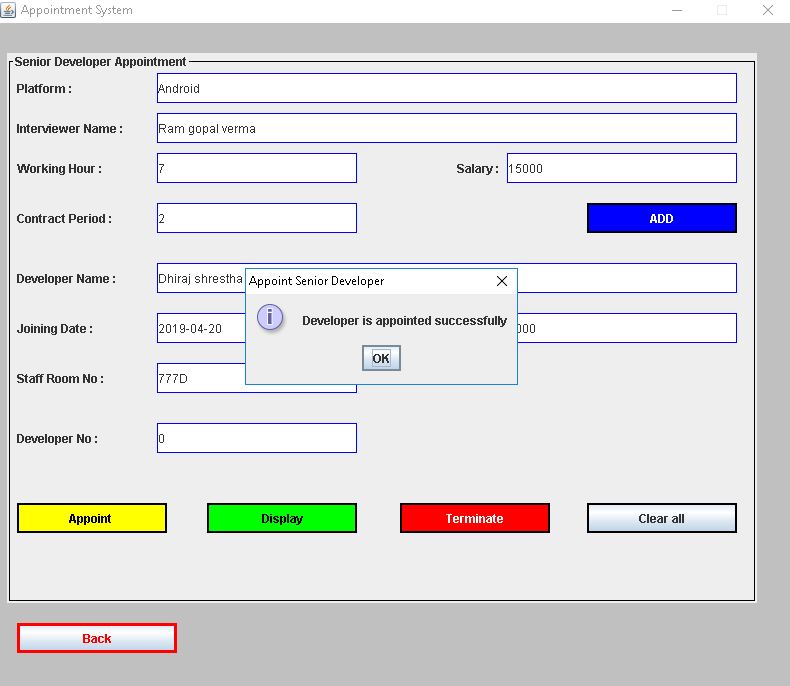 Appointment System
Senior Developer Appointment
Platform : Android
Interviewer Name : Ram gopal verma
Working Hour : 7 Salary : 15000
Contract Period : 2 ADD
Developer Name : Dhiraj shrestha
Appoint Senior Developer
Developer is appointed successfully
OK
Joining Date : 2019-04-20 000
Staff Room No : 777D
Developer No : 0
Appoint Display Terminate Clear all
Back